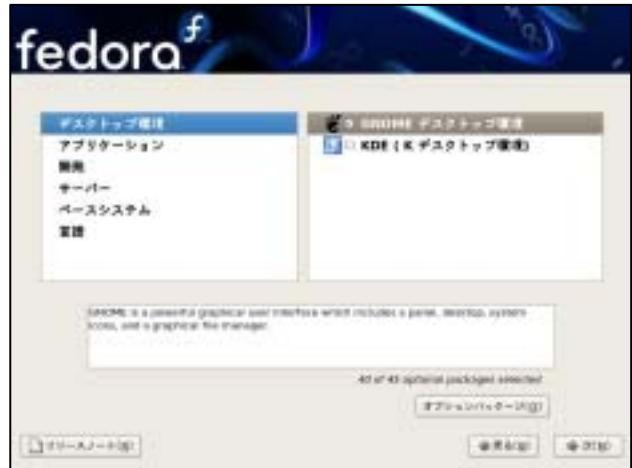 fedora
デスクトップ環境
アプリケーション
開発
サーバー
ベースシステム
言語
GNOME デスクトップ環境
KDE (K デスクトップ環境)
GNOME is a powerful graphical user interface which includes a panel, desktop, system
icons, and a graphical file manager.
40 of 43 optional packages selected
オプションパッケージ(O)
リリースノート(R)
戻る(B)
次(N)